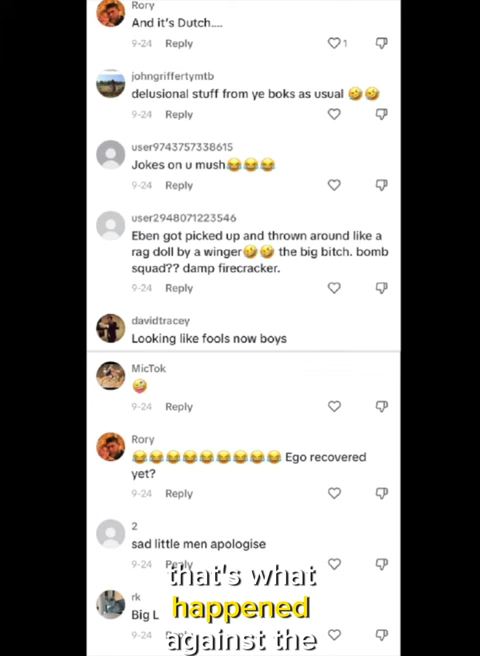 Rory
And it's Dutch....
9-24 Reply
1
johngriffertymtb
delusional stuff from ye boks as usual 🤣🤣
9-24 Reply
user9743757338615
Jokes on u mush😂😂😂
9-24 Reply
user2948071223546
Eben got picked up and thrown around like a
rag doll by a winger🤣🤣 the big bitch. bomb
squad?? damp firecracker.
9-24 Reply
davidtracey
Looking like fools now boys
MicTok
🤪
9-24 Reply
Rory
😂😂😂😂😂😂😂😂😂 Ego recovered
yet?
9-24 Reply
2
sad little men apologise
9-24 Reply
that's what
rk
happened
Big L
9-24 Reply
against the